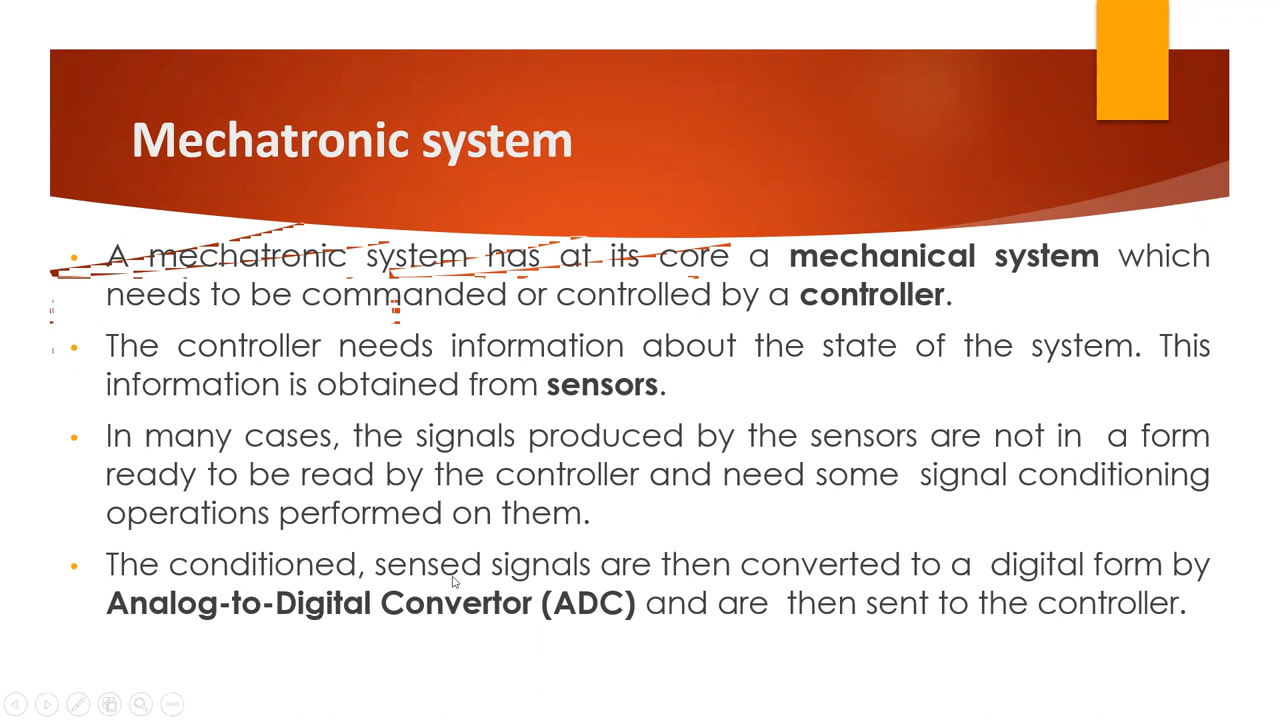 Mechatronic system
• A mechatronic system has at its core a mechanical system which
needs to be commanded or controlled by a controller.
• The controller needs information about the state of the system. This
information is obtained from sensors.
• In many cases, the signals produced by the sensors are not in a form
ready to be read by the controller and need some signal conditioning
operations performed on them.
• The conditioned, sensed signals are then converted to a digital form by
Analog-to-Digital Convertor (ADC) and are then sent to the controller.